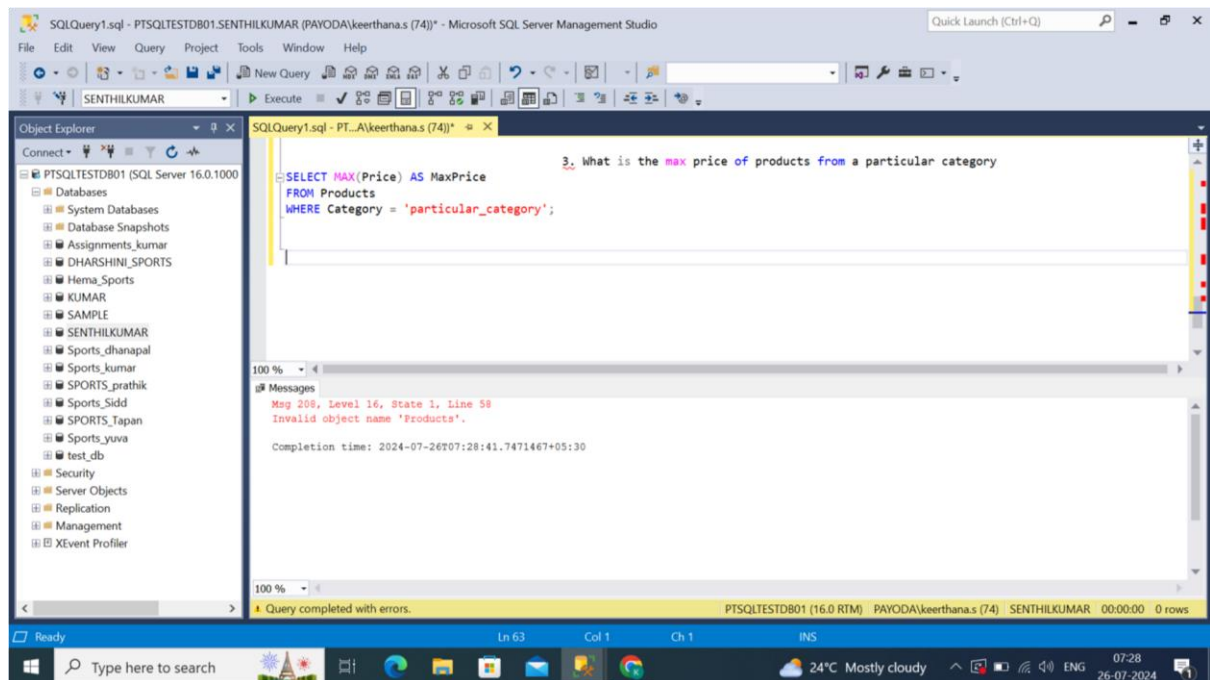 SQLQuery1.sql - PTSQLTESTDB01.SENTHILKUMAR (PAYODA\keerthana.s (74))* - Microsoft SQL Server Management Studio
Quick Launch (Ctrl+Q)
File Edit View Query Project Tools Window Help
New Query
SENTHILKUMAR Execute
Object Explorer
Connect
PTSQLTESTDB01 (SQL Server 16.0.1000
Databases
System Databases
Database Snapshots
Assignments_kumar
DHARSHINI_SPORTS
Hema_Sports
KUMAR
SAMPLE
SENTHILKUMAR
Sports_dhanapal
Sports_kumar
SPORTS_prathik
Sports_Sidd
SPORTS_Tapan
Sports_yuva
test_db
Security
Server Objects
Replication
Management
XEvent Profiler
SQLQuery1.sql - PT...A\keerthana.s (74))*
3. What is the max price of products from a particular category
SELECT MAX(Price) AS MaxPrice
FROM Products
WHERE Category = 'particular_category';
100 %
Messages
Msg 208, Level 16, State 1, Line 58
Invalid object name 'Products'.
Completion time: 2024-07-26T07:28:41.7471467+05:30
100 %
Query completed with errors. PTSQLTESTDB01 (16.0 RTM) PAYODA\keerthana.s (74) SENTHILKUMAR 00:00:00 0 rows
Ready Ln 63 Col 1 Ch 1 INS
Type here to search 24°C Mostly cloudy ENG 07:28
26-07-2024